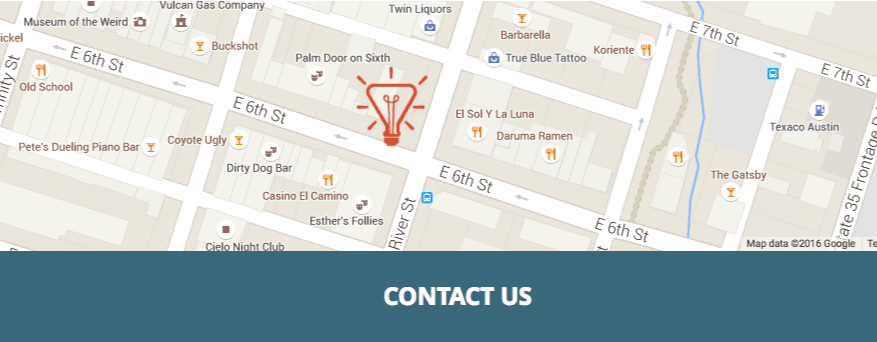 Vulcan Gas Company
Twin Liquors
Museum of the Weird
Barbarella
E 7th St
ickel
Buckshot
Koriente
E 6th St
Palm Door on Sixth
True Blue Tattoo
E 7th St
Old School
inity St
E 6th St
El Sol Y La Luna
Texaco Austin
Daruma Ramen
Pete's Dueling Piano Bar
Coyote Ugly
Dirty Dog Bar
The Gatsby
E 6th St
Casino El Camino
Esther's Follies
E 6th St
River St
ate 35 Frontage
Cielo Night Club
Map data ©2016 Google
Te
CONTACT US